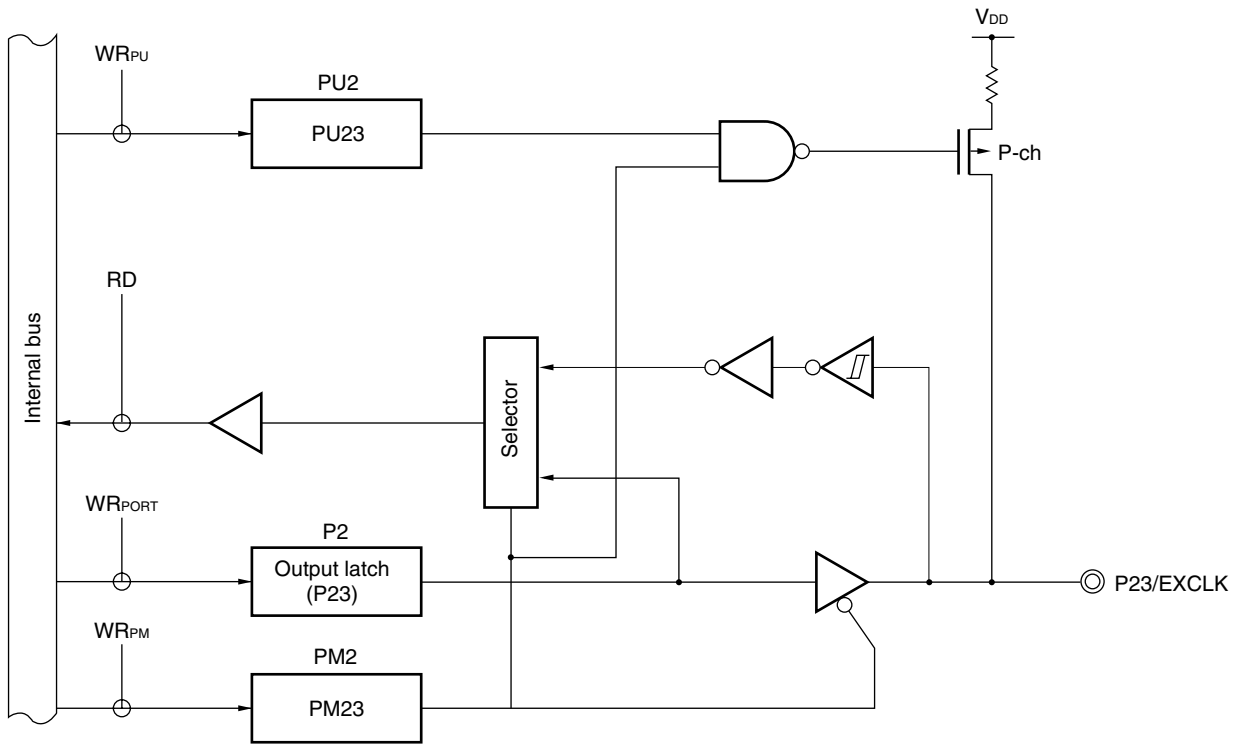 VDD
WRPU
PU2
PU23
P-ch
RD
Internal bus
Selector
WRPORT
P2
Output latch
(P23)
P23/EXCLK
WRPM
PM2
PM23